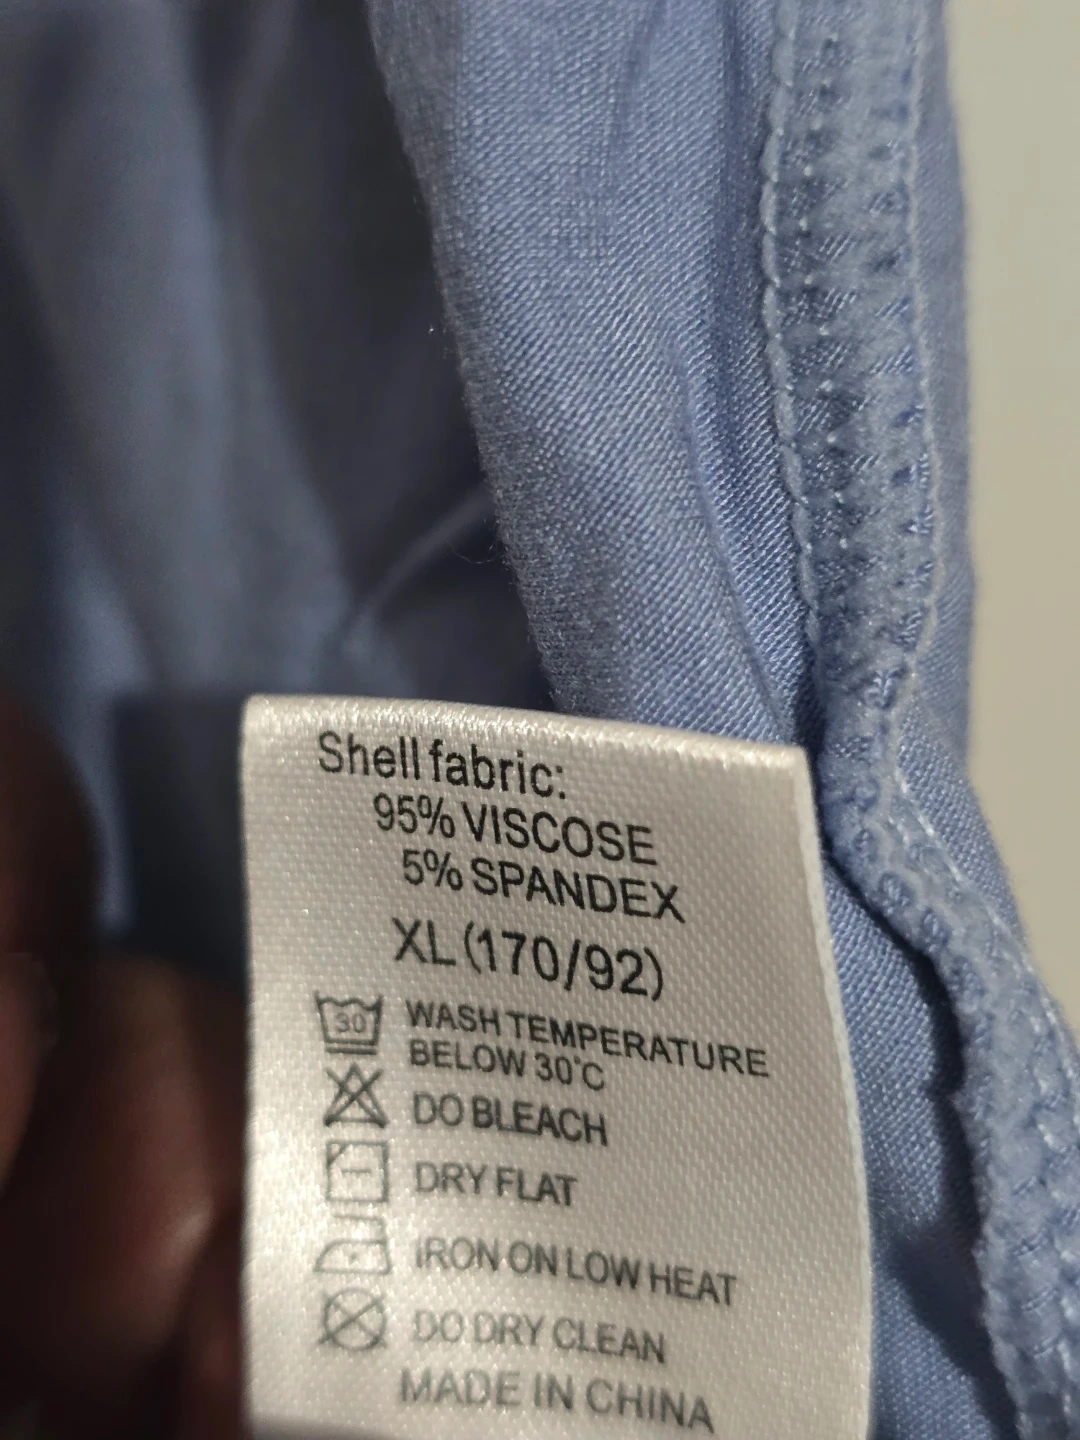 Shell fabric:
95% VISCOSE
5% SPANDEX
XL (170/92)
30 WASH TEMPERATURE
BELOW 30°C
DO BLEACH
DRY FLAT
IRON ON LOW HEAT
DO DRY CLEAN
MADE IN CHINA